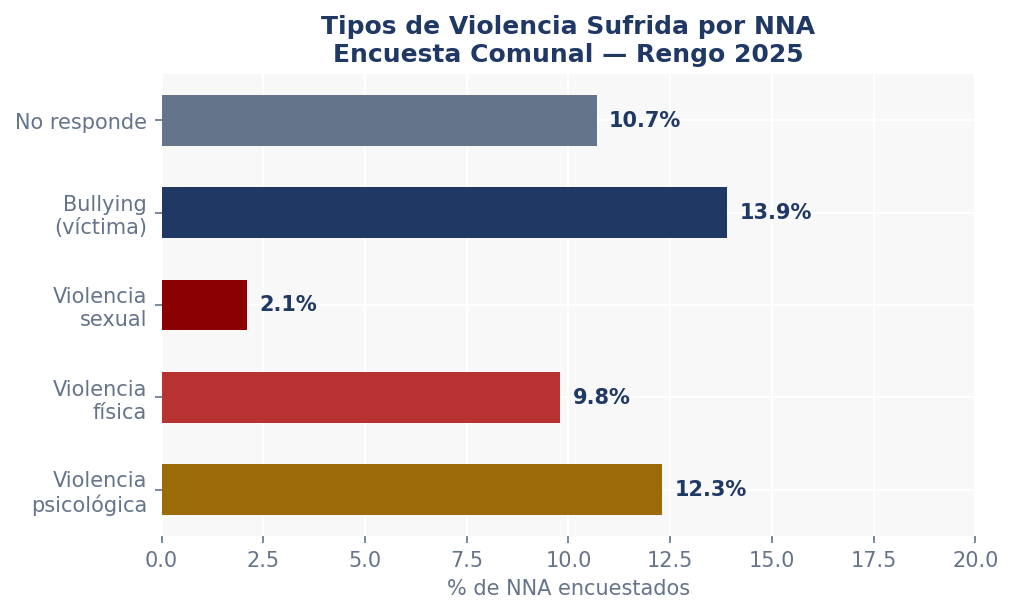 Tipos de Violencia Sufrida por NNA
Encuesta Comunal — Rengo 2025
No responde
10.7%
Bullying
(víctima)
13.9%
Violencia
sexual
2.1%
Violencia
física
9.8%
Violencia
psicológica
12.3%
0.0 2.5 5.0 7.5 10.0 12.5 15.0 17.5 20.0
% de NNA encuestados